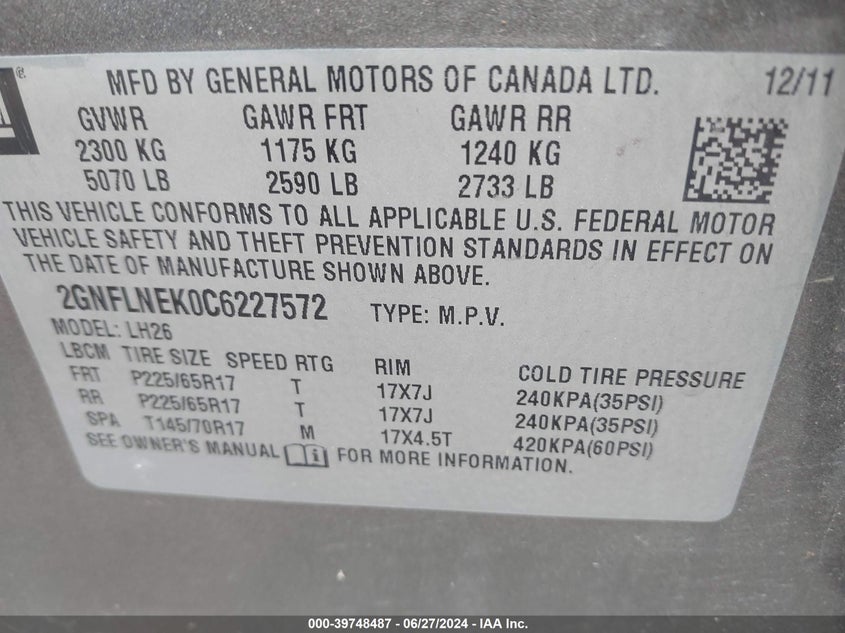 MFD BY GENERAL MOTORS OF CANADA LTD. 12/11
GVWR GAWR FRT GAWR RR
2300 KG 1175 KG 1240 KG
5070 LB 2590 LB 2733 LB
THIS VEHICLE CONFORMS TO ALL APPLICABLE U.S. FEDERAL MOTOR
VEHICLE SAFETY AND THEFT PREVENTION STANDARDS IN EFFECT ON
THE DATE OF MANUFACTURE SHOWN ABOVE.
2GNFLNEK0C6227572 TYPE: M.P.V.
MODEL: LH26
LBCM TIRE SIZE SPEED RTG RIM COLD TIRE PRESSURE
FRT P225/65R17 T 17X7J 240KPA(35PSI)
RR P225/65R17 T 17X7J 240KPA(35PSI)
SPA T145/70R17 M 17X4.5T 420KPA(60PSI)
SEE OWNER'S MANUAL FOR MORE INFORMATION.
000-39748487 - 06/27/2024 - IAA Inc.